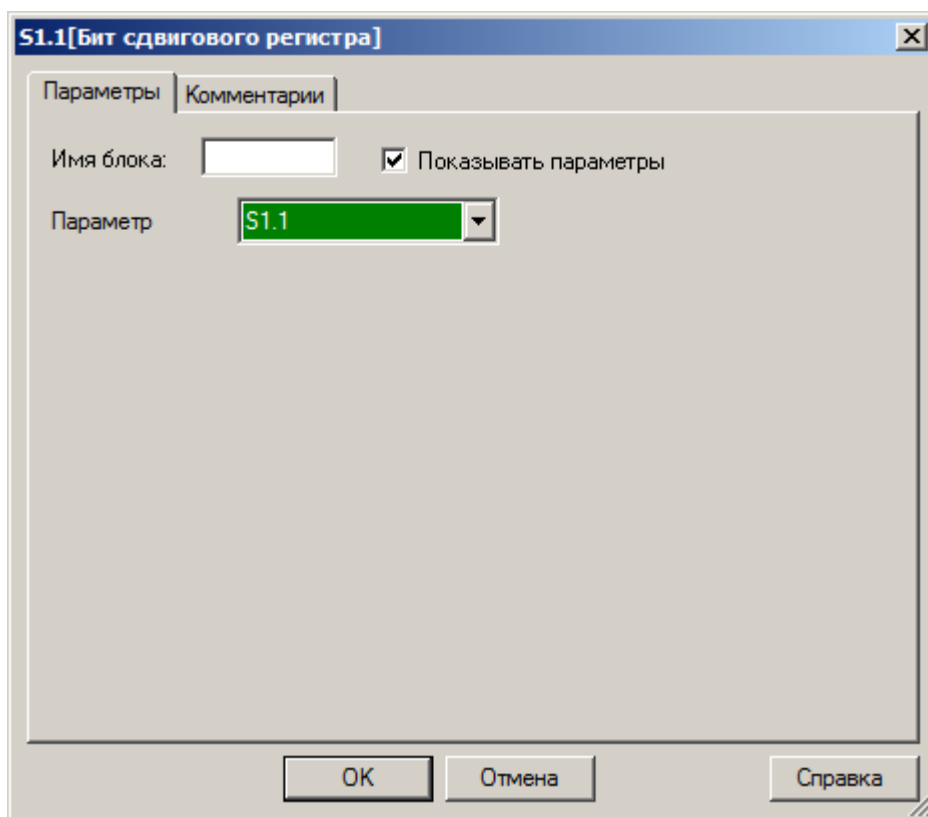 S1.1[Бит сдвигового регистра]
Параметры Комментарии
Имя блока: Показывать параметры
Параметр S1.1
OK Отмена Справка